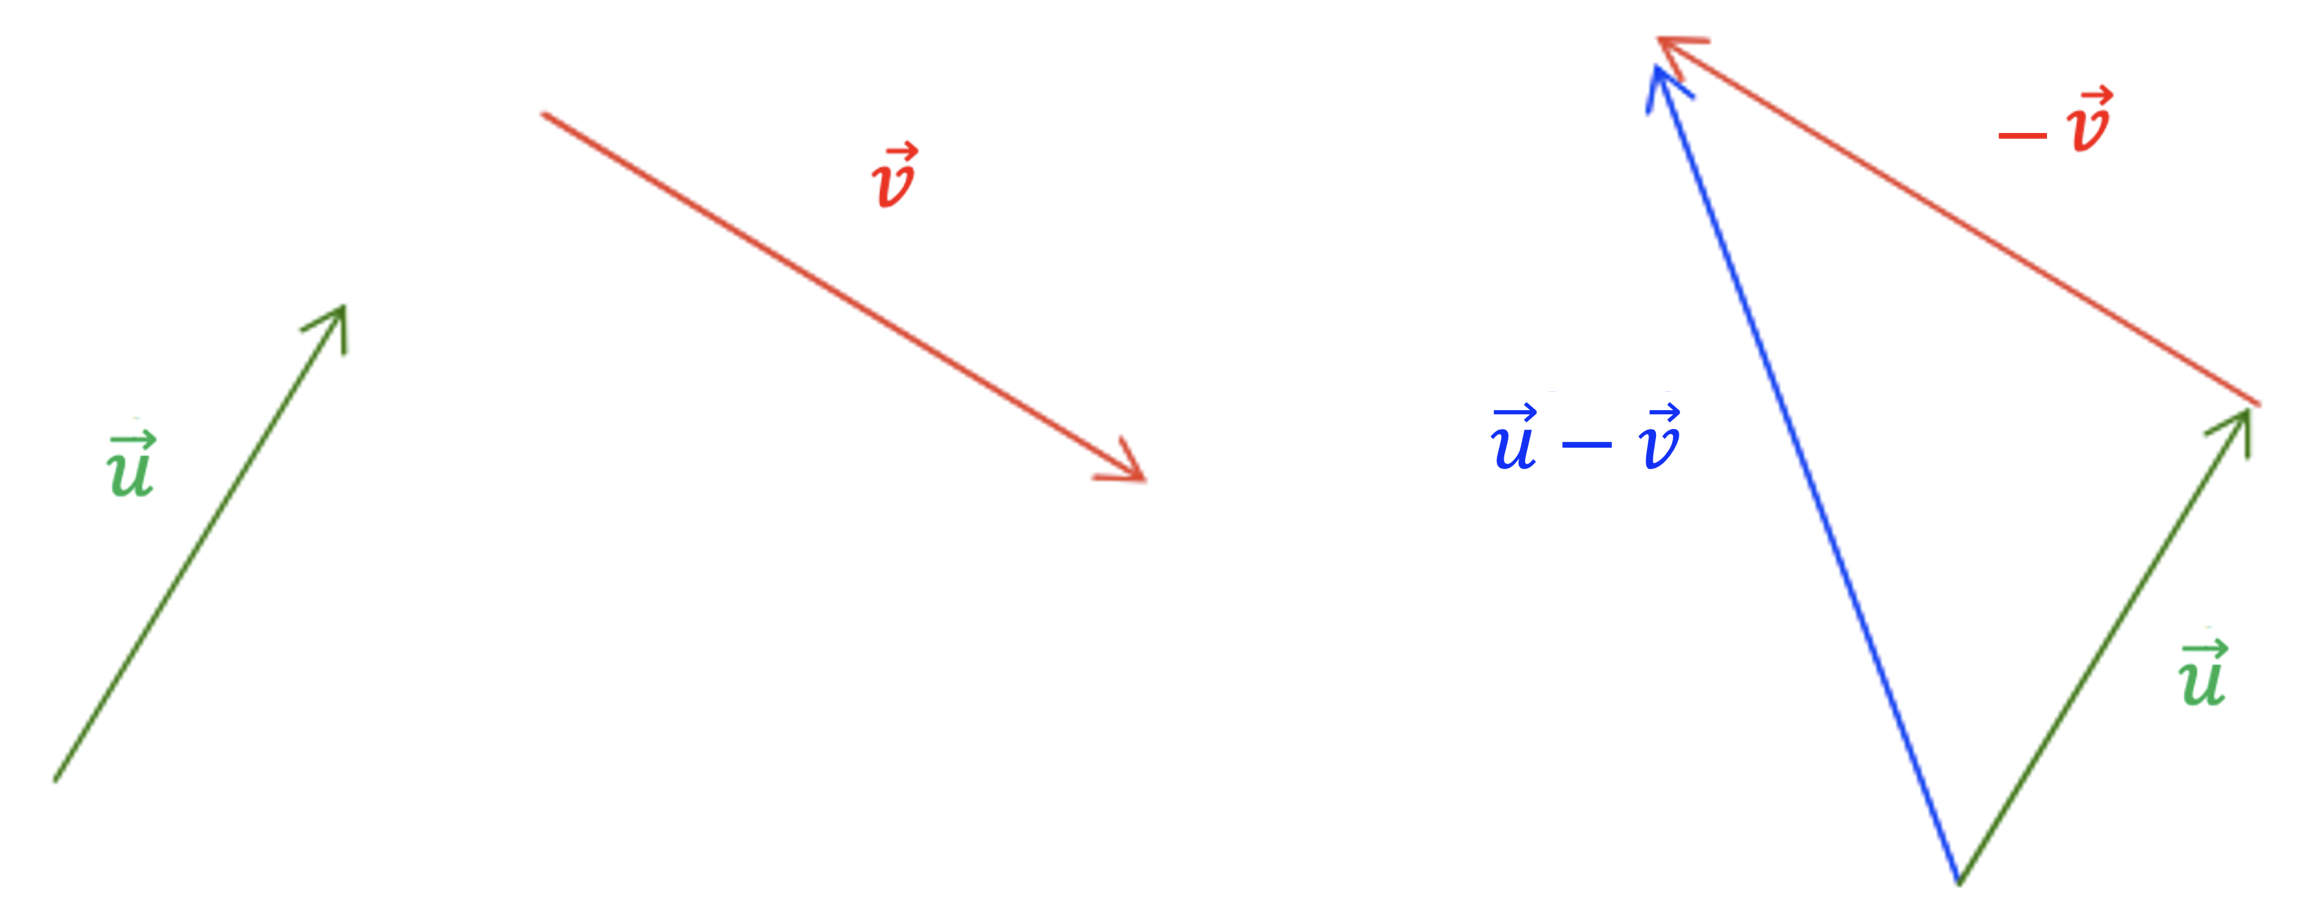 u⃗
v⃗
− v⃗
u⃗ − v⃗
u⃗